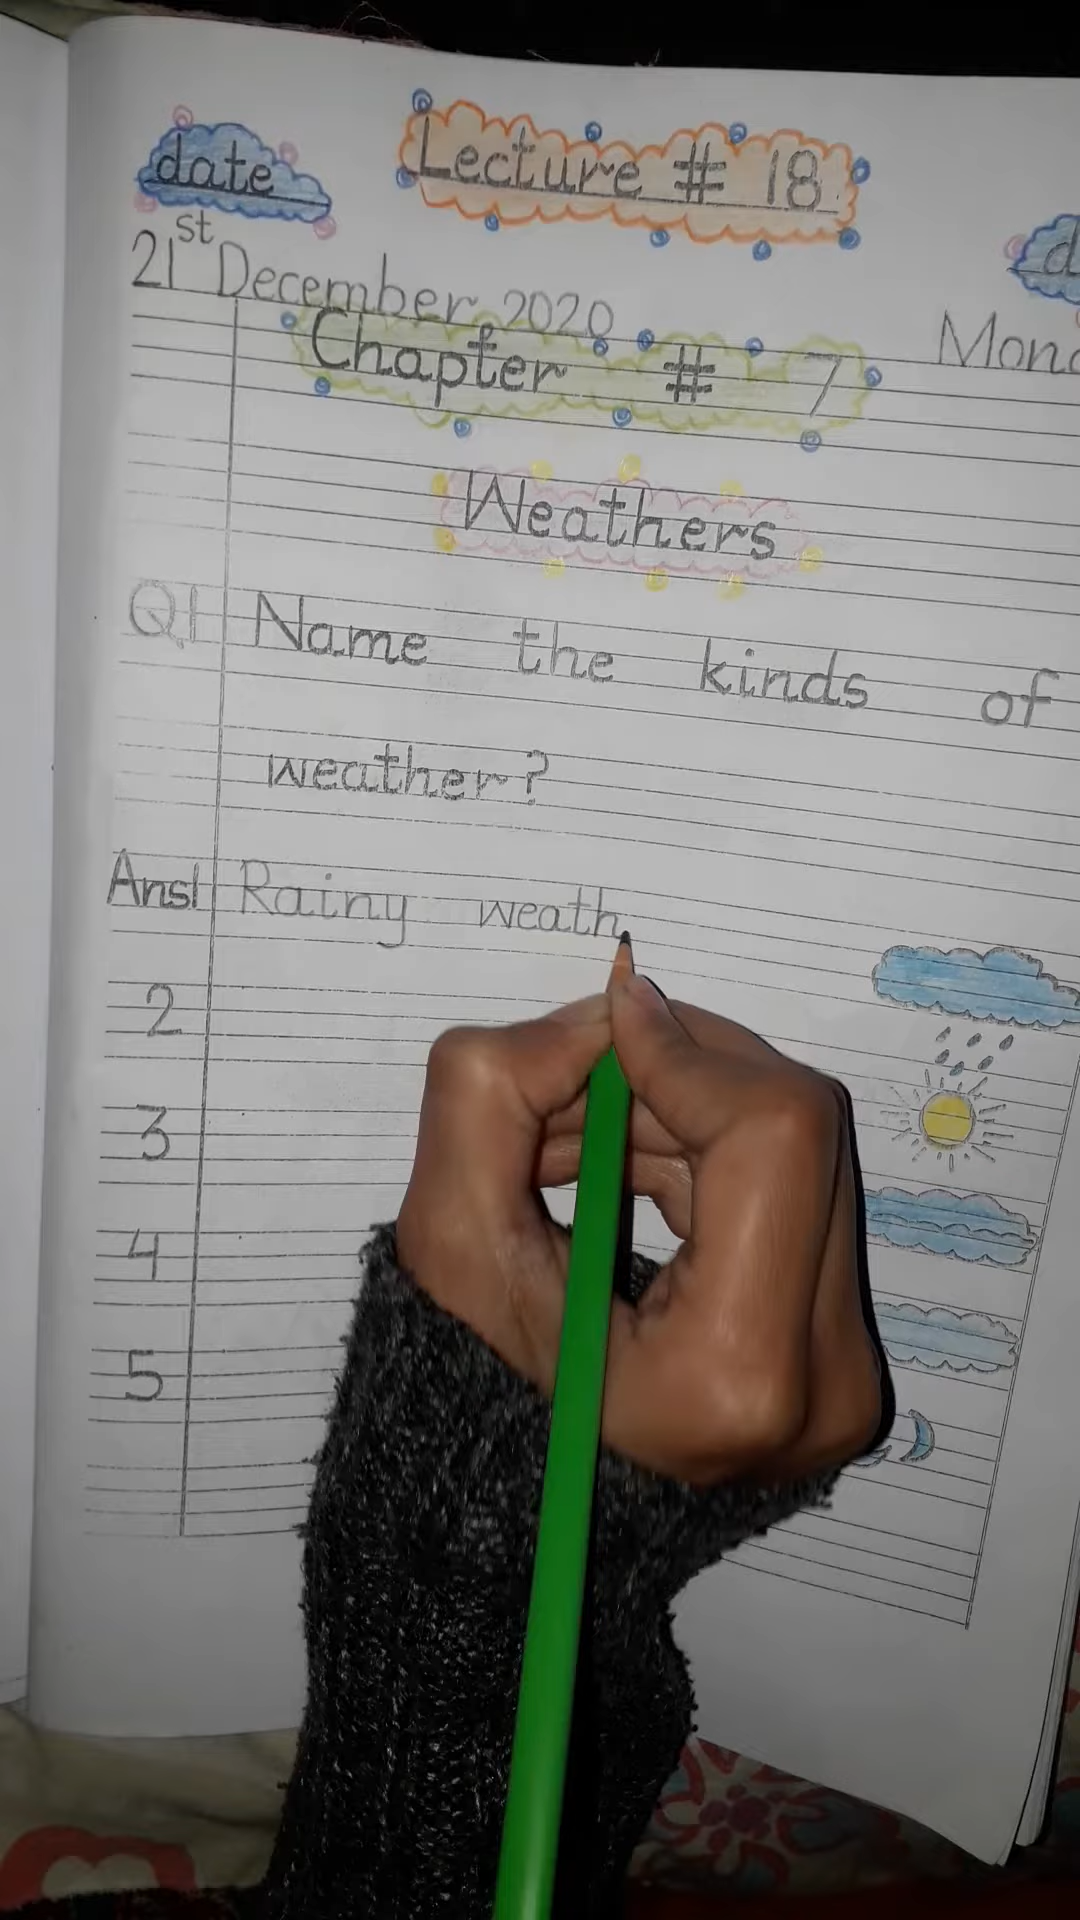 date
Lecture # 18
21st December, 2020
Chapter # 7
Weathers
Q1 Name the kinds of
weather?
Ans1 Rainy weath
2
3
4
5